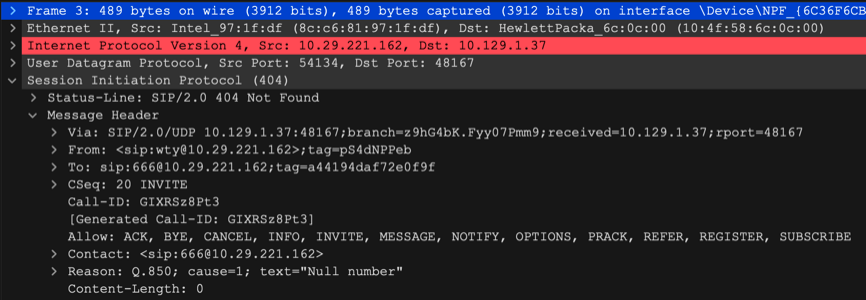 Frame 3: 489 bytes on wire (3912 bits), 489 bytes captured (3912 bits) on interface \Device\NPF_{6C36F6CB
Ethernet II, Src: Intel_97:1f:df (8c:c6:81:97:1f:df), Dst: HewlettPacka_6c:0c:00 (10:4f:58:6c:0c:00)
Internet Protocol Version 4, Src: 10.29.221.162, Dst: 10.129.1.37
User Datagram Protocol, Src Port: 54134, Dst Port: 48167
Session Initiation Protocol (404)
Status-Line: SIP/2.0 404 Not Found
Message Header
Via: SIP/2.0/UDP 10.129.1.37:48167;branch=z9hG4bK.Fyy07Pmm9;received=10.129.1.37;rport=48167
From: <sip:wty@10.29.221.162>;tag=pS4dNPPeb
To: sip:666@10.29.221.162;tag=a44194daf72e0f9f
CSeq: 20 INVITE
Call-ID: GIXRSz8Pt3
[Generated Call-ID: GIXRSz8Pt3]
Allow: ACK, BYE, CANCEL, INFO, INVITE, MESSAGE, NOTIFY, OPTIONS, PRACK, REFER, REGISTER, SUBSCRIBE
Contact: <sip:666@10.29.221.162>
Reason: Q.850; cause=1; text="Null number"
Content-Length: 0